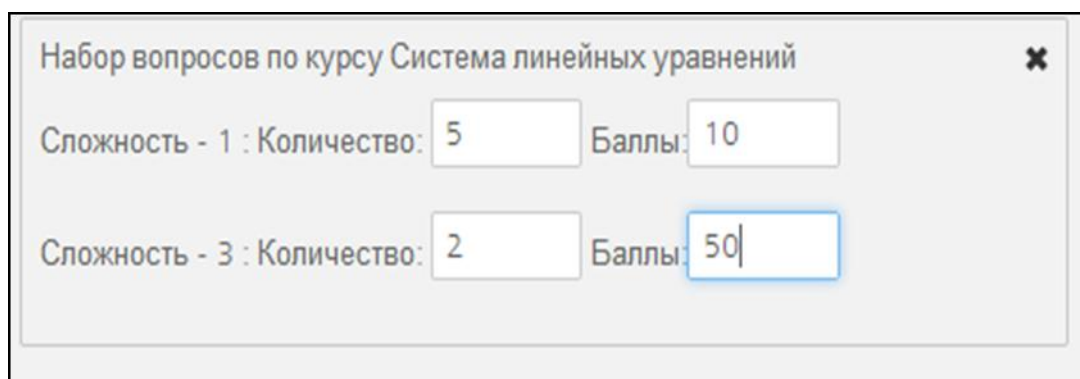 Набор вопросов по курсу Система линейных уравнений ✖
Сложность - 1 : Количество: 5 Баллы: 10
Сложность - 3 : Количество: 2 Баллы: 50